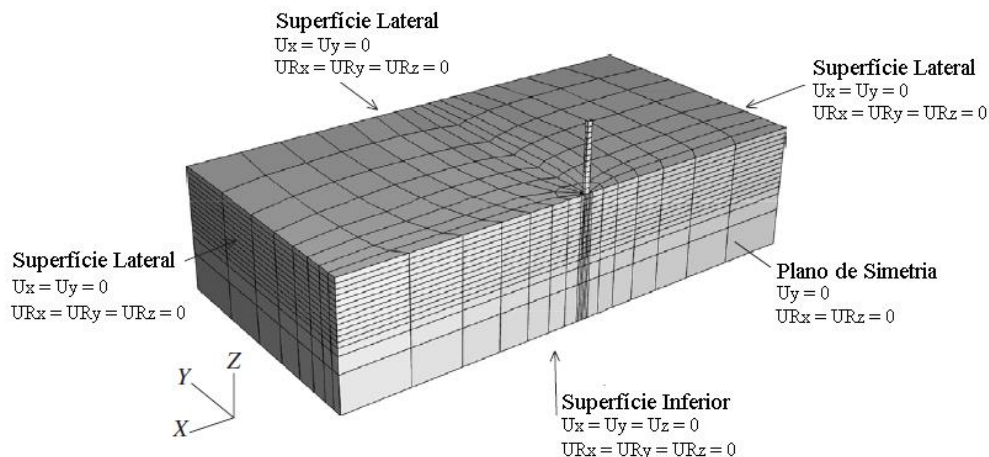 Superfície Lateral
Ux = Uy = 0
URx = URy = URz = 0
Superfície Lateral
Ux = Uy = 0
URx = URy = URz = 0
Superfície Lateral
Ux = Uy = 0
URx = URy = URz = 0
Plano de Simetria
Uy = 0
URx = URz = 0
Z
Y
X
Superfície Inferior
Ux = Uy = Uz = 0
URx = URy = URz = 0